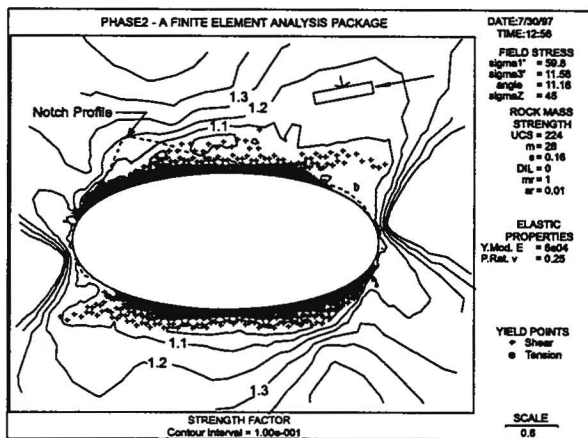 PHASE2 - A FINITE ELEMENT ANALYSIS PACKAGE
DATE:7/30/97
TIME:12:56
FIELD STRESS
sigma1" = 59.8
sigma3" = 11.58
angle = 11.16
sigmaZ = 45
ROCK MASS
STRENGTH
UCS = 224
m = 28
s = 0.16
DIL = 0
mr = 1
ar = 0.01
ELASTIC
PROPERTIES
Y.Mod. E = 6e04
P.Rat. v = 0.25
YIELD POINTS
+ Shear
o Tension
SCALE
0.6
Notch Profile
1.3
1.2
1.1
1.1
1.2
1.3
STRENGTH FACTOR
Contour Interval = 1.00e-001